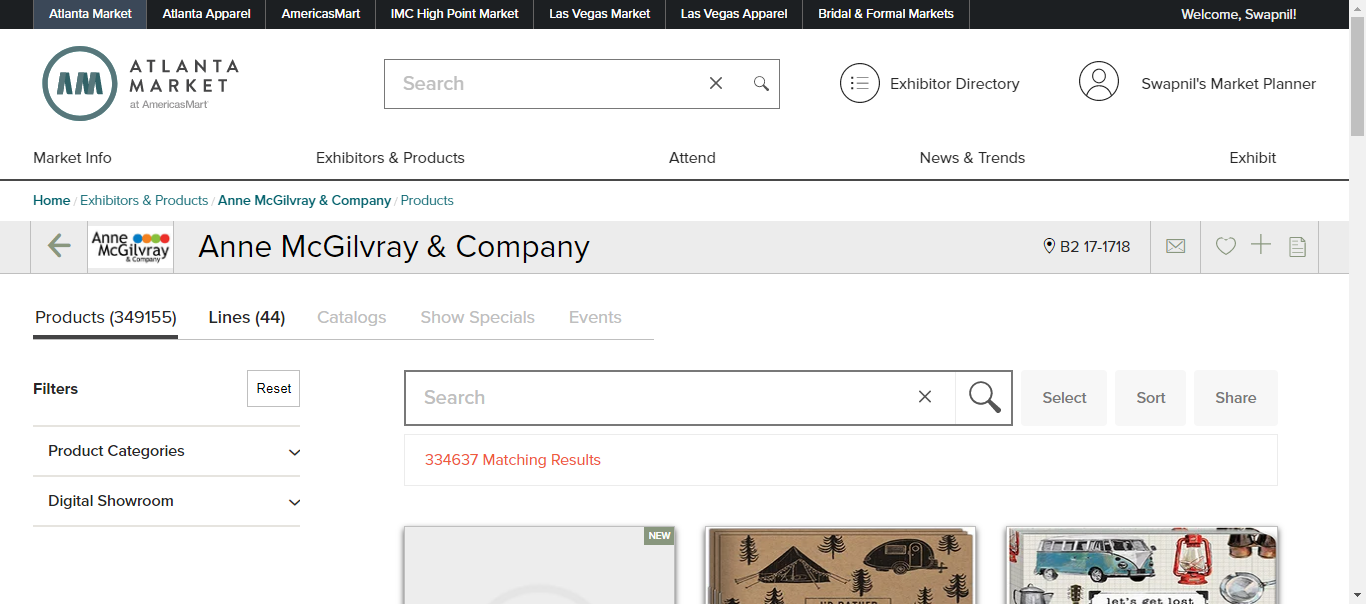 Atlanta Market Atlanta Apparel AmericasMart IMC High Point Market Las Vegas Market Las Vegas Apparel Bridal & Formal Markets Welcome, Swapnil!
AM ATLANTA
MARKET
at AmericasMart
Search
Exhibitor Directory
Swapnil's Market Planner
Market Info Exhibitors & Products Attend News & Trends Exhibit
Home / Exhibitors & Products / Anne McGilvray & Company / Products
Anne
McGilvray
& Company
Anne McGilvray & Company
B2 17-1718
Products (349155) Lines (44) Catalogs Show Specials Events
Filters Reset
Product Categories
Digital Showroom
Search
Select Sort Share
334637 Matching Results
NEW
let's get lost